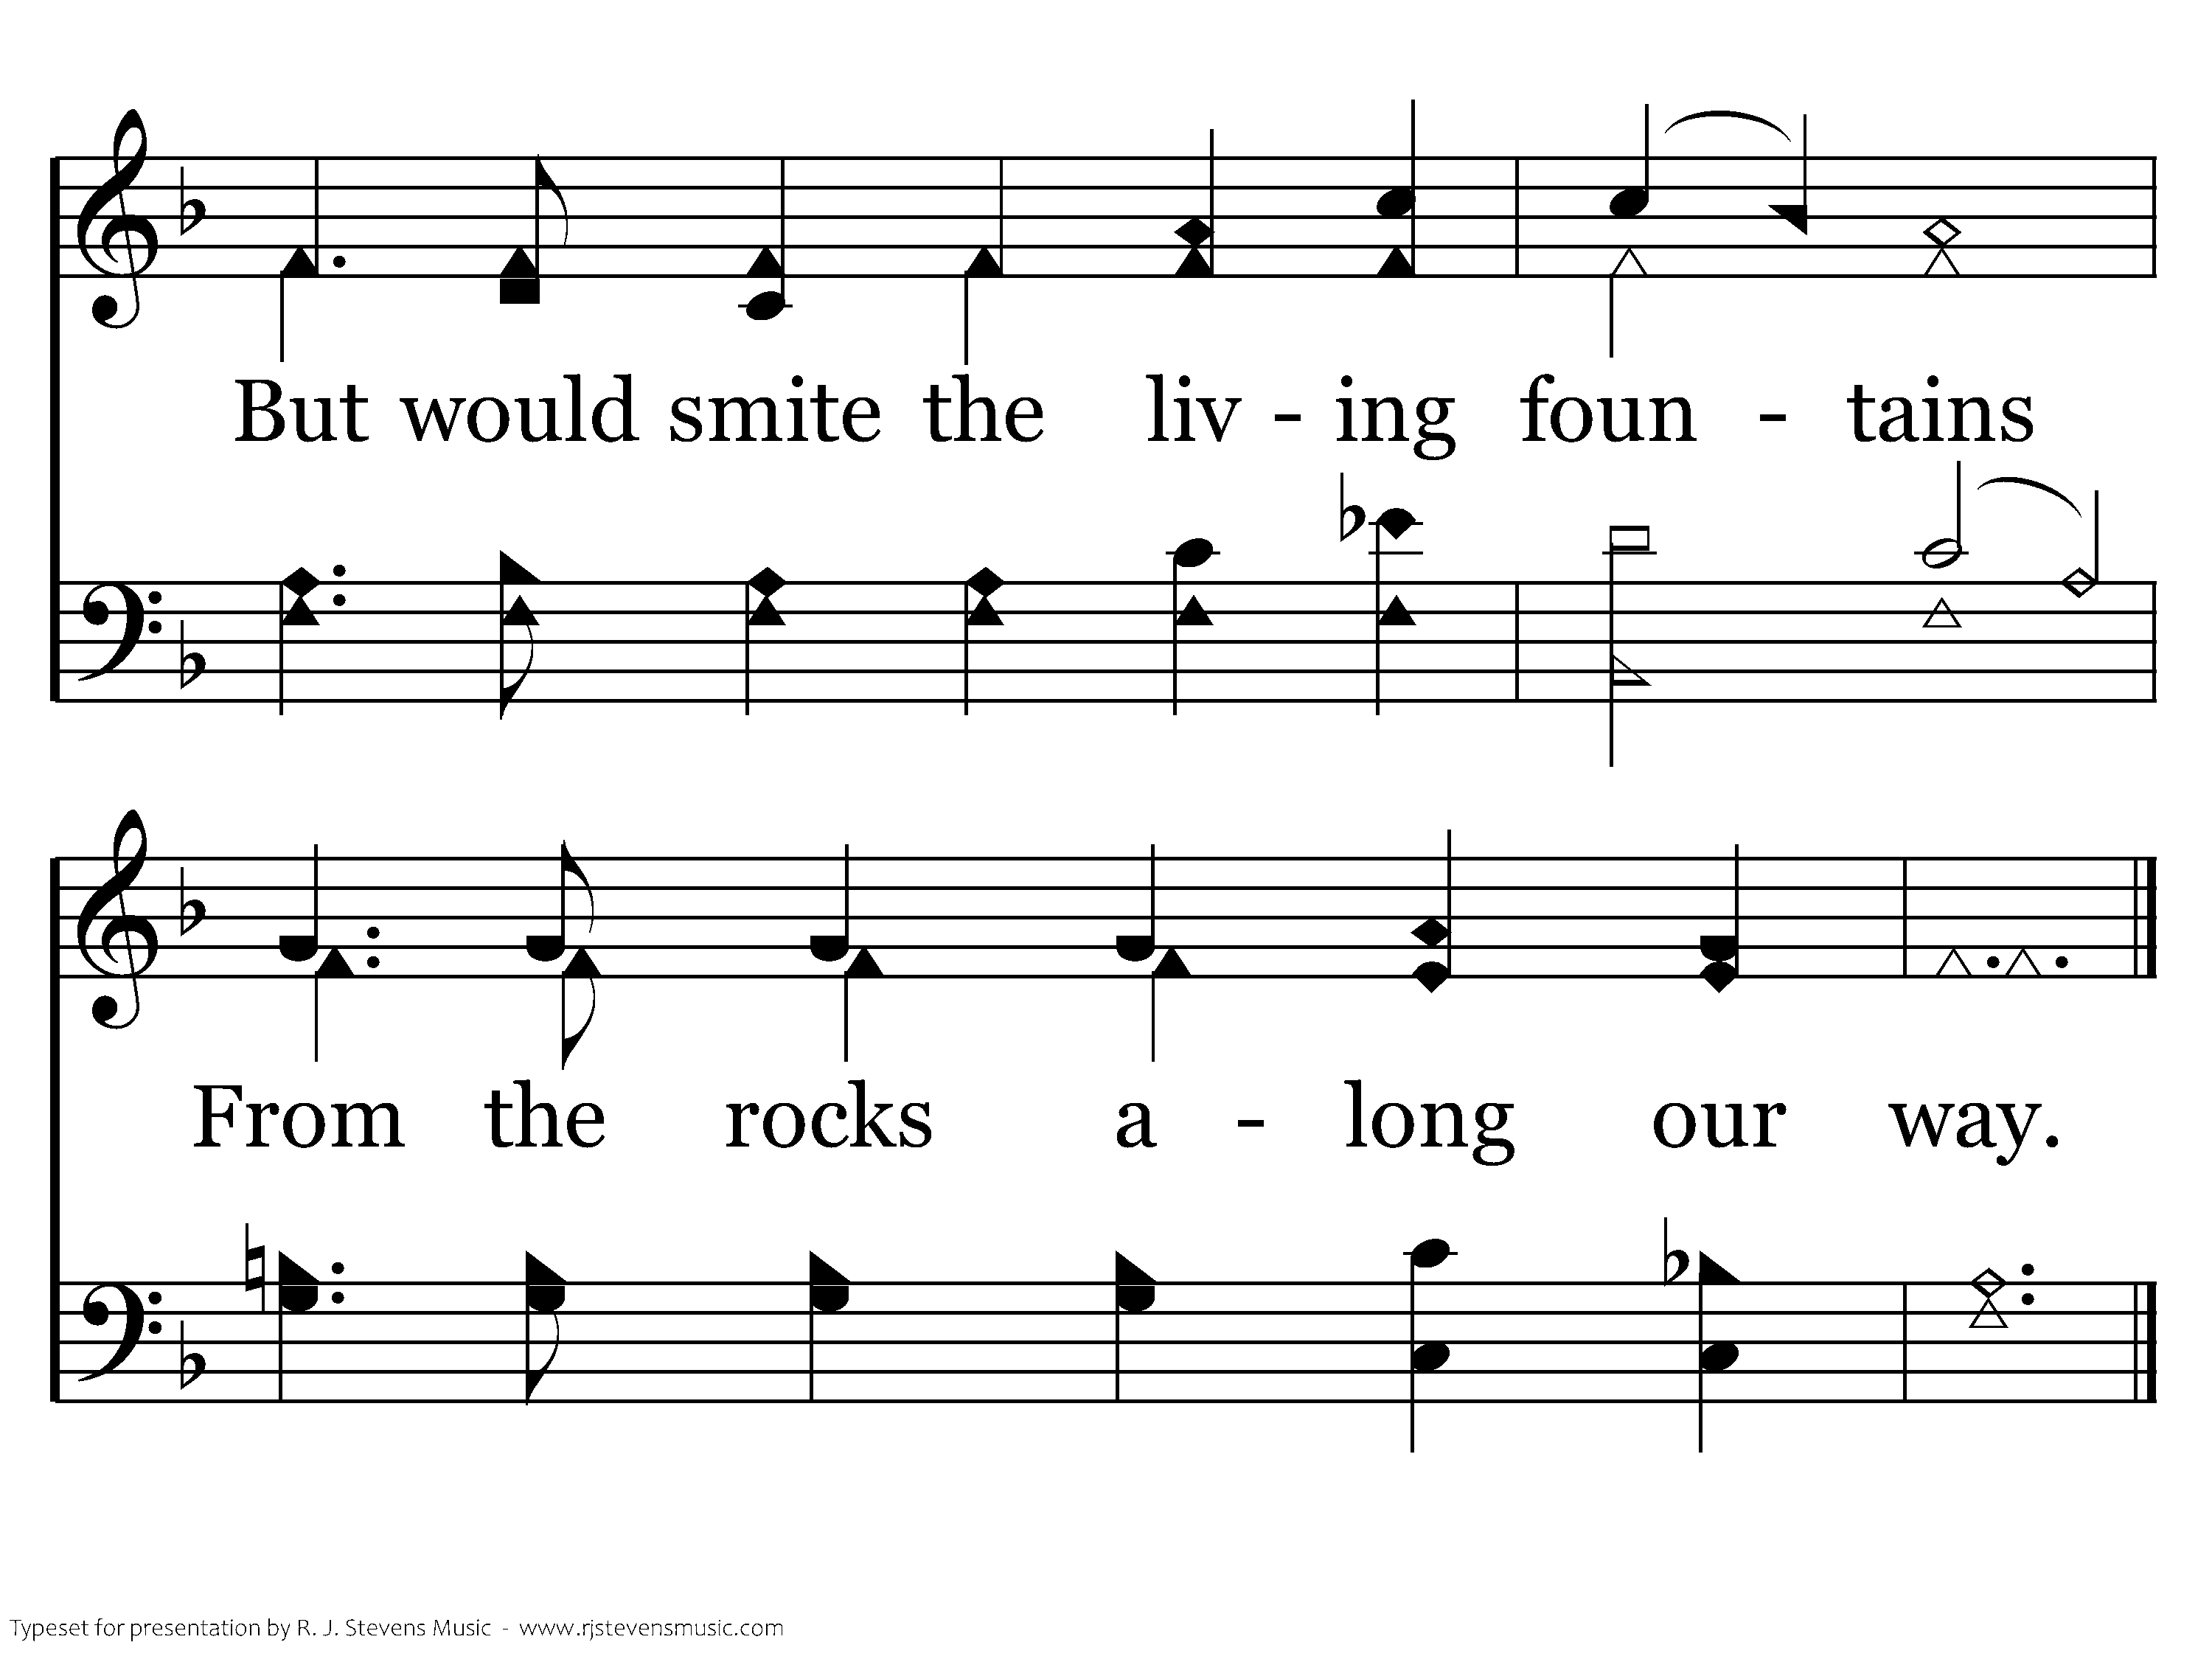 But would smite the liv - ing foun - tains
From the rocks a - long our way.
Typeset for presentation by R. J. Stevens Music - www.rjstevensmusic.com